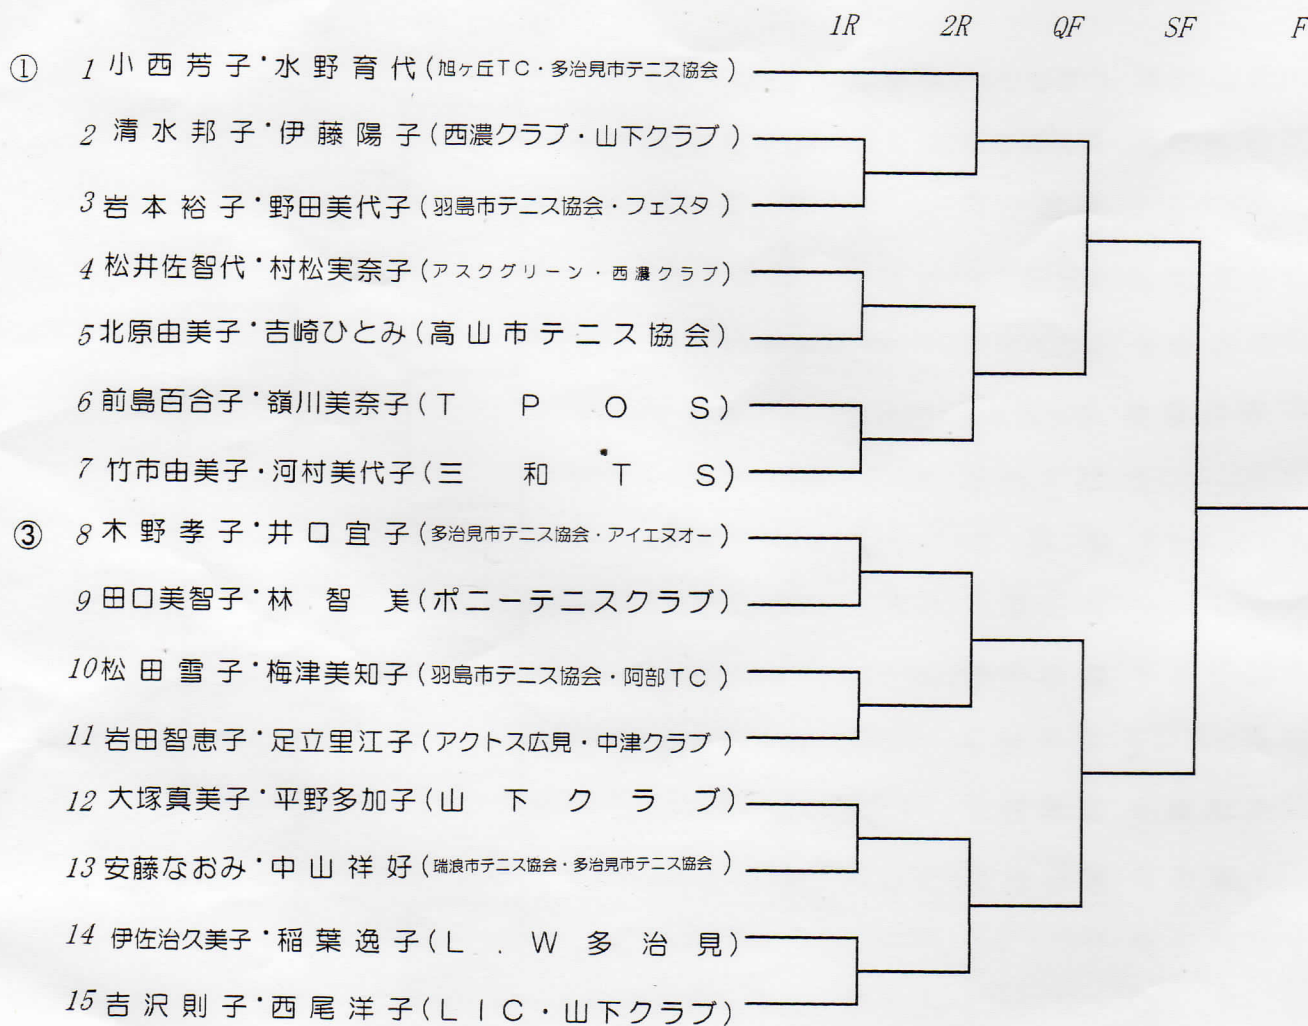 1R 2R QF SF F
① 1 小西芳子・水野育代(旭ヶ丘TC・多治見市テニス協会)
2 清水邦子・伊藤陽子(西濃クラブ・山下クラブ)
3 岩本裕子・野田美代子(羽島市テニス協会・フェスタ)
4 松井佐智代・村松実奈子(アスクグリーン・西濃クラブ)
5 北原由美子・吉崎ひとみ(高山市テニス協会)
6 前島百合子・嶺川美奈子(TPOS)
7 竹市由美子・河村美代子(三和TS)
③ 8 木野孝子・井口宜子(多治見市テニス協会・アイエヌオー)
9 田口美智子・林智美(ポニーテニスクラブ)
10 松田雪子・梅津美知子(羽島市テニス協会・阿部TC)
11 岩田智恵子・足立里江子(アクトス広見・中津クラブ)
12 大塚真美子・平野多加子(山下クラブ)
13 安藤なおみ・中山祥好(瑞浪市テニス協会・多治見市テニス協会)
14 伊佐治久美子・稲葉逸子(L.W多治見)
15 吉沢則子・西尾洋子(LIC・山下クラブ)